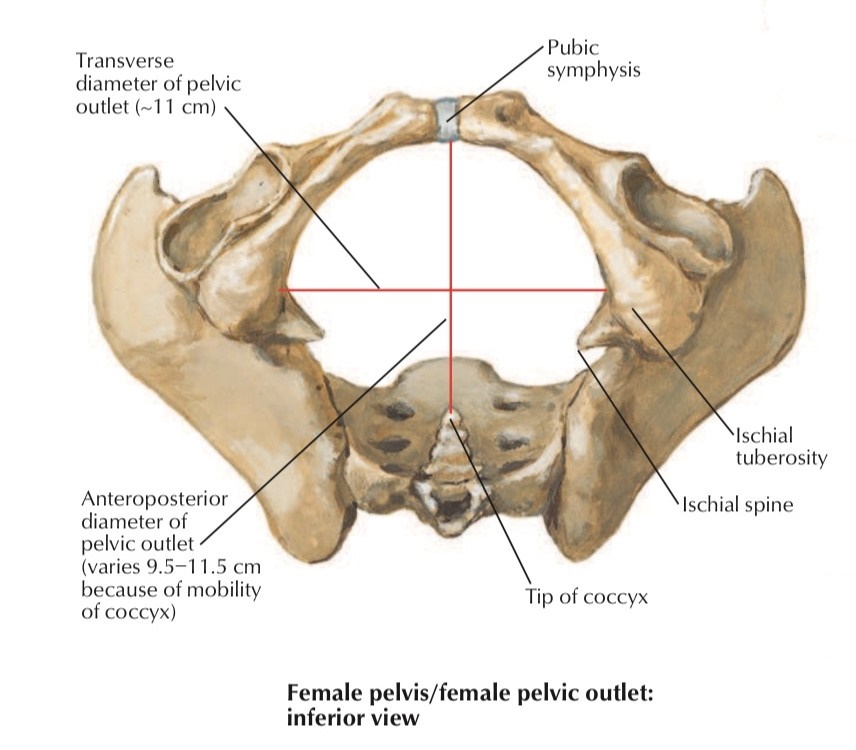 Transverse
diameter of pelvic
outlet (~11 cm)
Pubic
symphysis
Ischial
tuberosity
Ischial spine
Anteroposterior
diameter of
pelvic outlet
(varies 9.5–11.5 cm
because of mobility
of coccyx)
Tip of coccyx
Female pelvis/female pelvic outlet:
inferior view